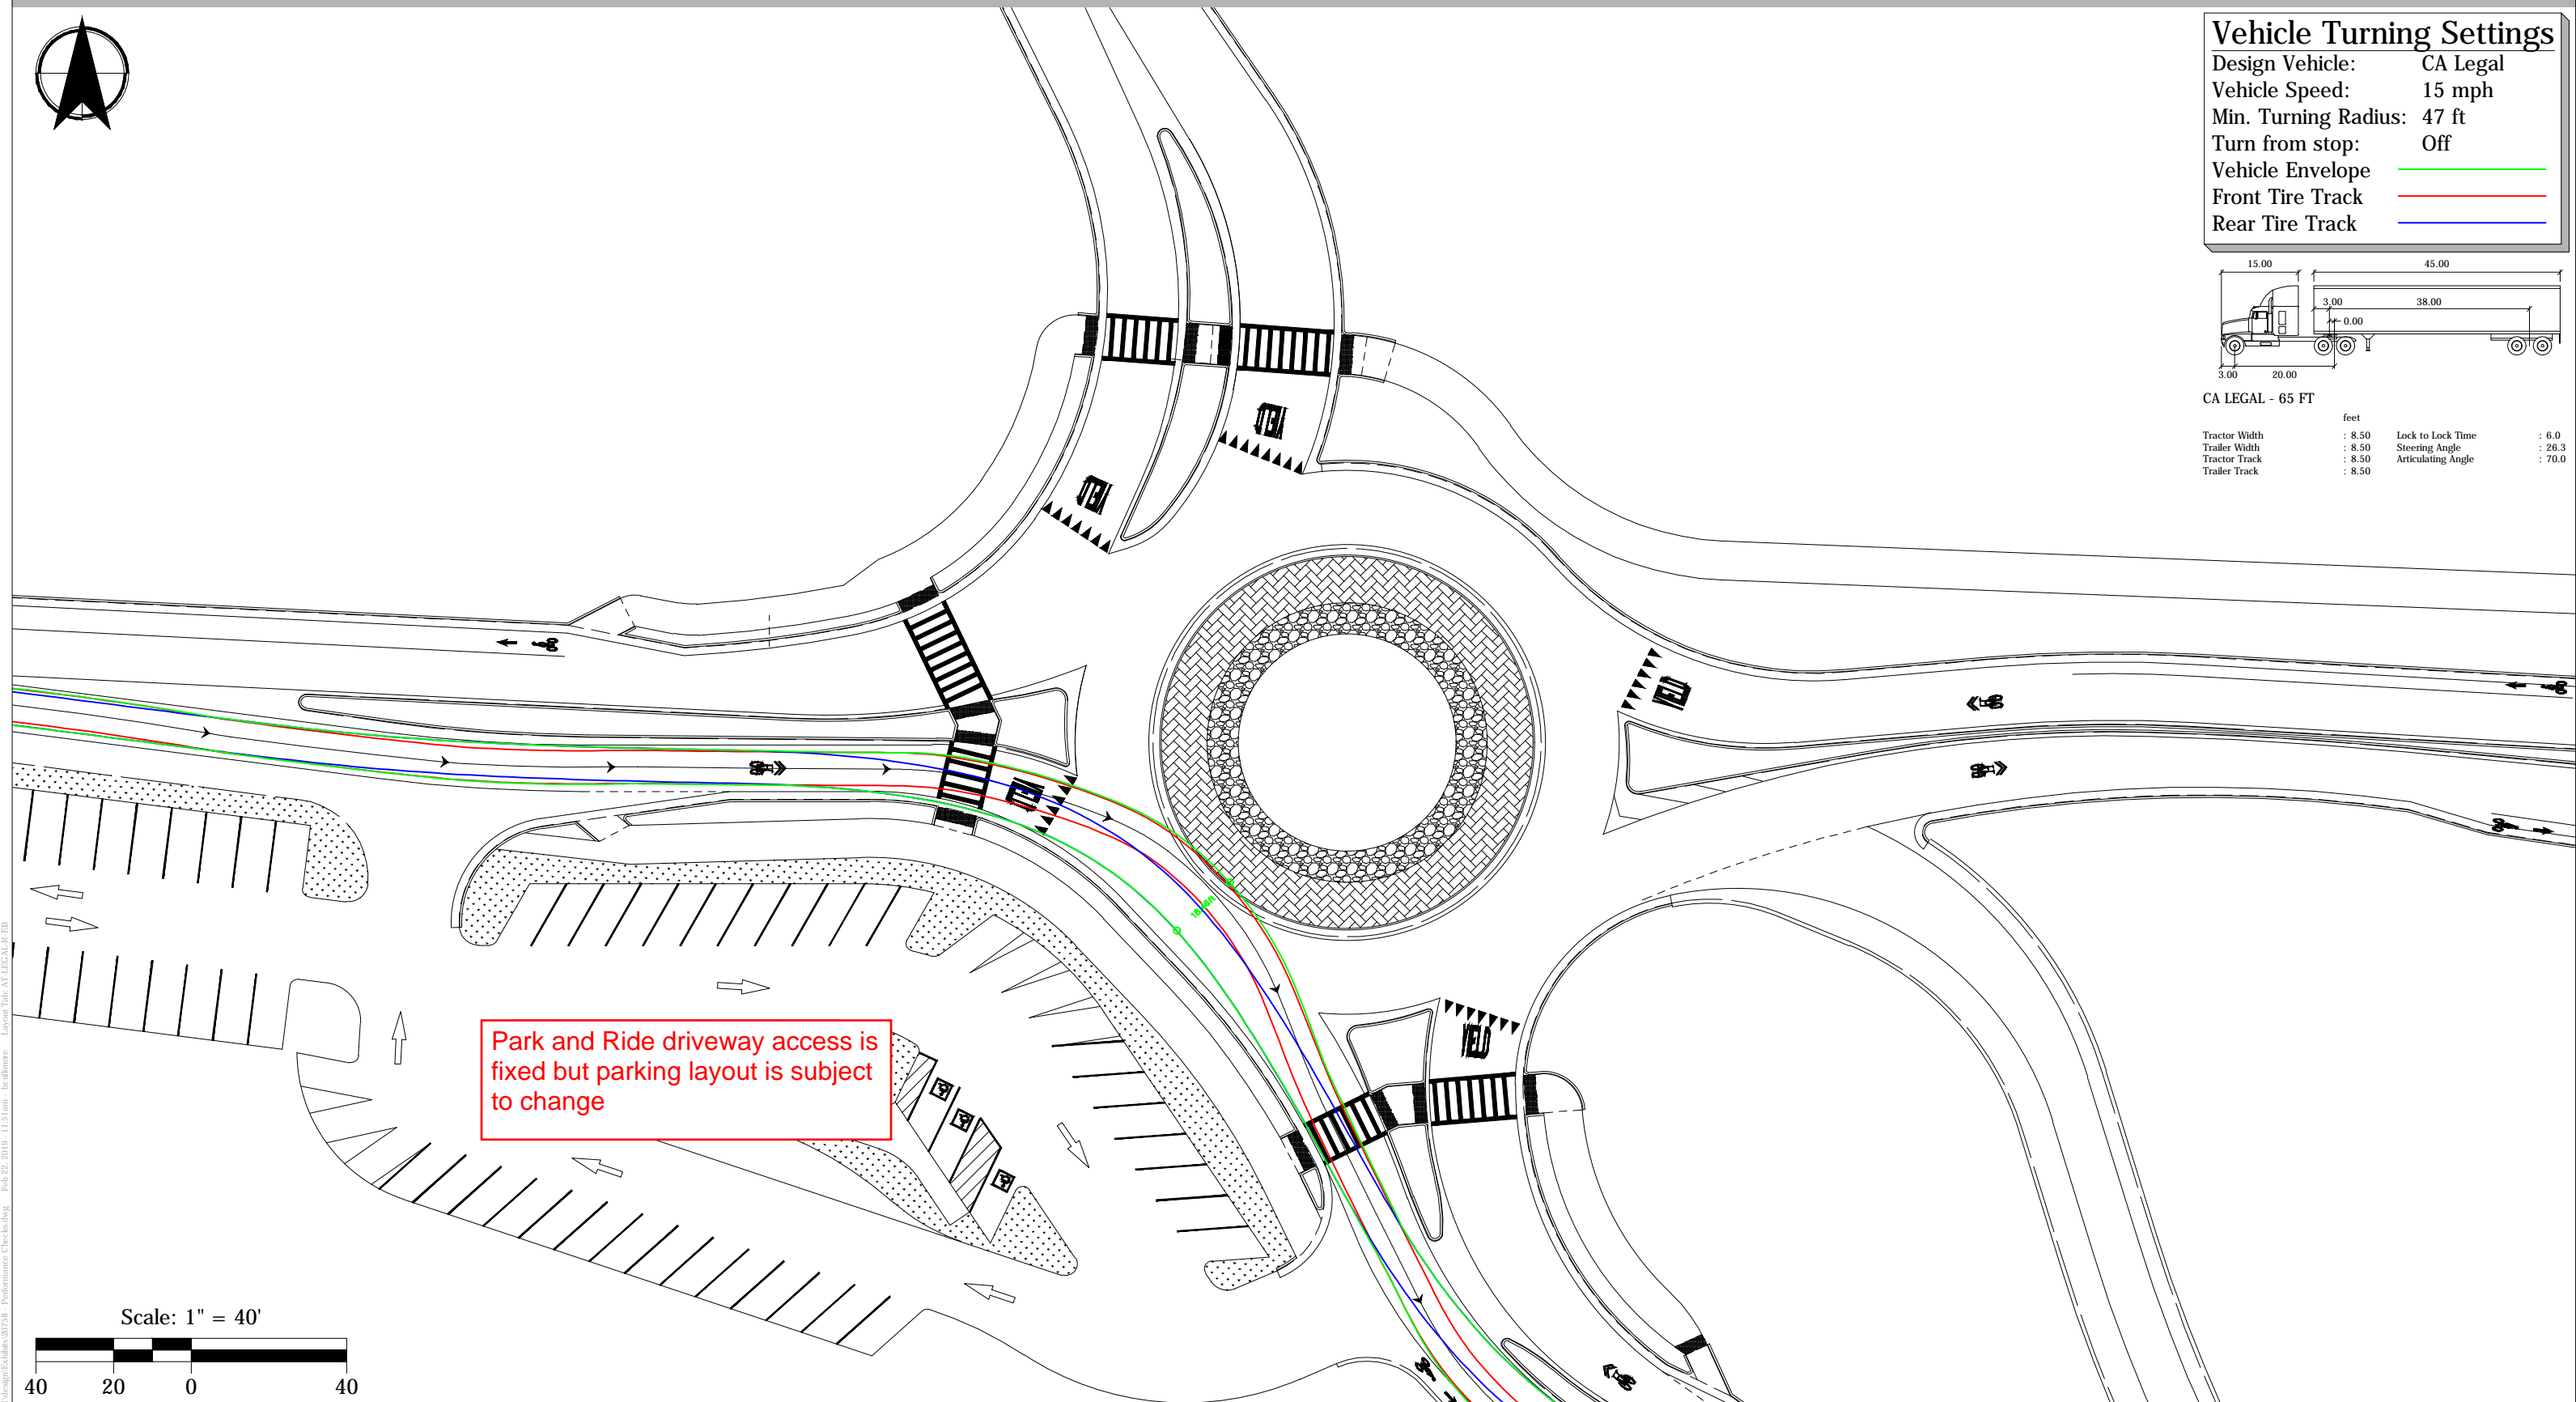 Vehicle Turning Settings
Design Vehicle: CA Legal
Vehicle Speed: 15 mph
Min. Turning Radius: 47 ft
Turn from stop: Off
Vehicle Envelope
Front Tire Track
Rear Tire Track
15.00 45.00
3.00 38.00
0.00
3.00 20.00
CA LEGAL - 65 FT
feet
Tractor Width : 8.50 Lock to Lock Time : 6.0
Trailer Width : 8.50 Steering Angle : 26.3
Tractor Track : 8.50 Articulating Angle : 70.0
Trailer Track : 8.50
Park and Ride driveway access is
fixed but parking layout is subject
to change
Scale: 1" = 40'
40 20 0 40